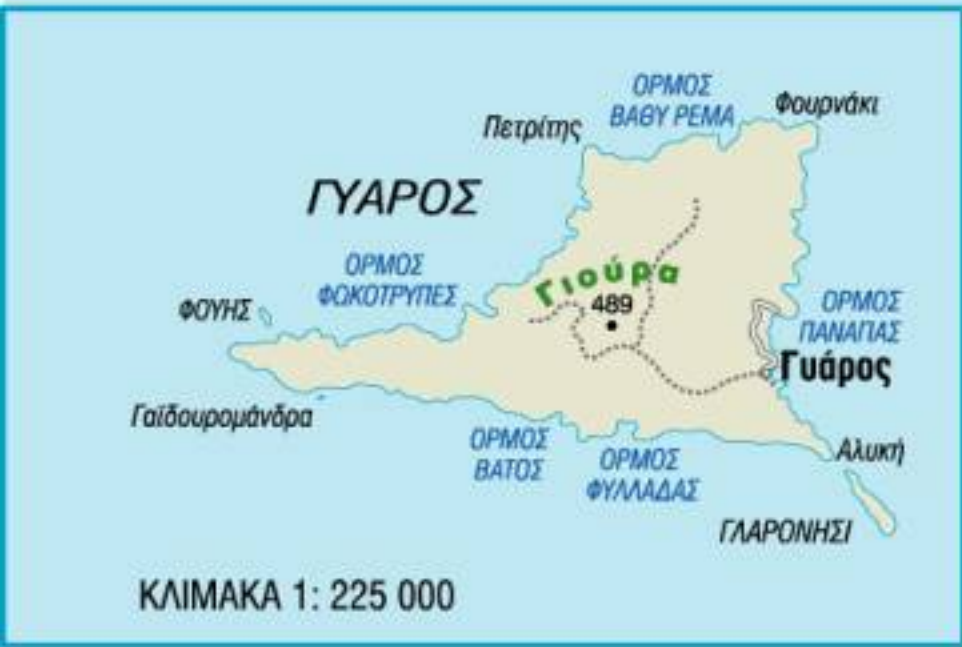 ΟΡΜΟΣ
ΒΑΘΥ ΡΕΜΑ
Φουρνάκι
Πετρίτης
ΓΥΑΡΟΣ
ΟΡΜΟΣ
ΦΩΚΟΤΡΥΠΕΣ
Γιούρα
489
ΦΟΥΗΣ
ΟΡΜΟΣ
ΠΑΝΑΓΙΑΣ
Γυάρος
Γαϊδουρομάνδρα
ΟΡΜΟΣ
ΒΑΤΟΣ
ΟΡΜΟΣ
ΦΥΛΛΑΔΑΣ
Αλυκή
ΓΛΑΡΟΝΗΣΙ
ΚΛΙΜΑΚΑ 1: 225 000